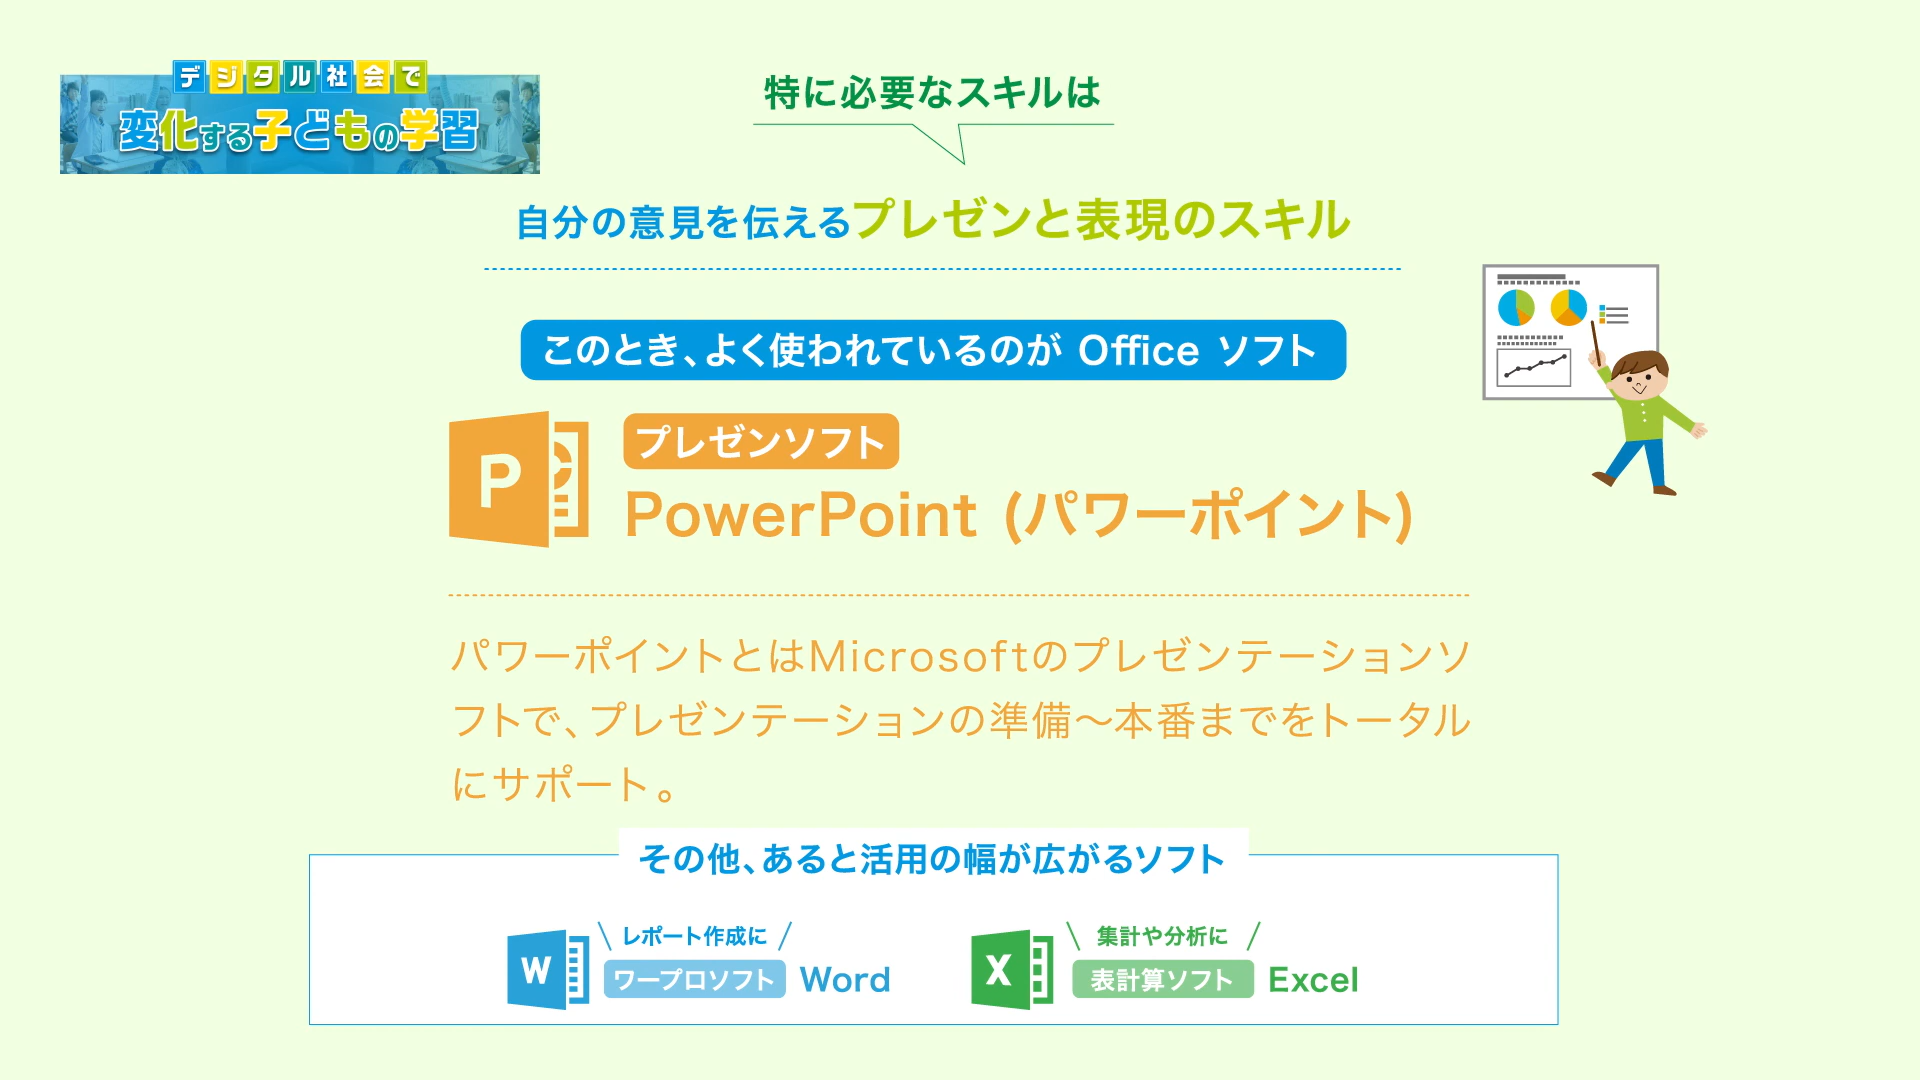 デジタル社会で
変化する子どもの学習
特に必要なスキルは
自分の意見を伝えるプレゼンと表現のスキル
このとき、よく使われているのが Office ソフト
P
プレゼンソフト
PowerPoint (パワーポイント)
パワーポイントとはMicrosoftのプレゼンテーションソ
フトで、プレゼンテーションの準備〜本番までをトータル
にサポート。
その他、あると活用の幅が広がるソフト
W
レポート作成に
ワープロソフト Word
X
集計や分析に
表計算ソフト Excel